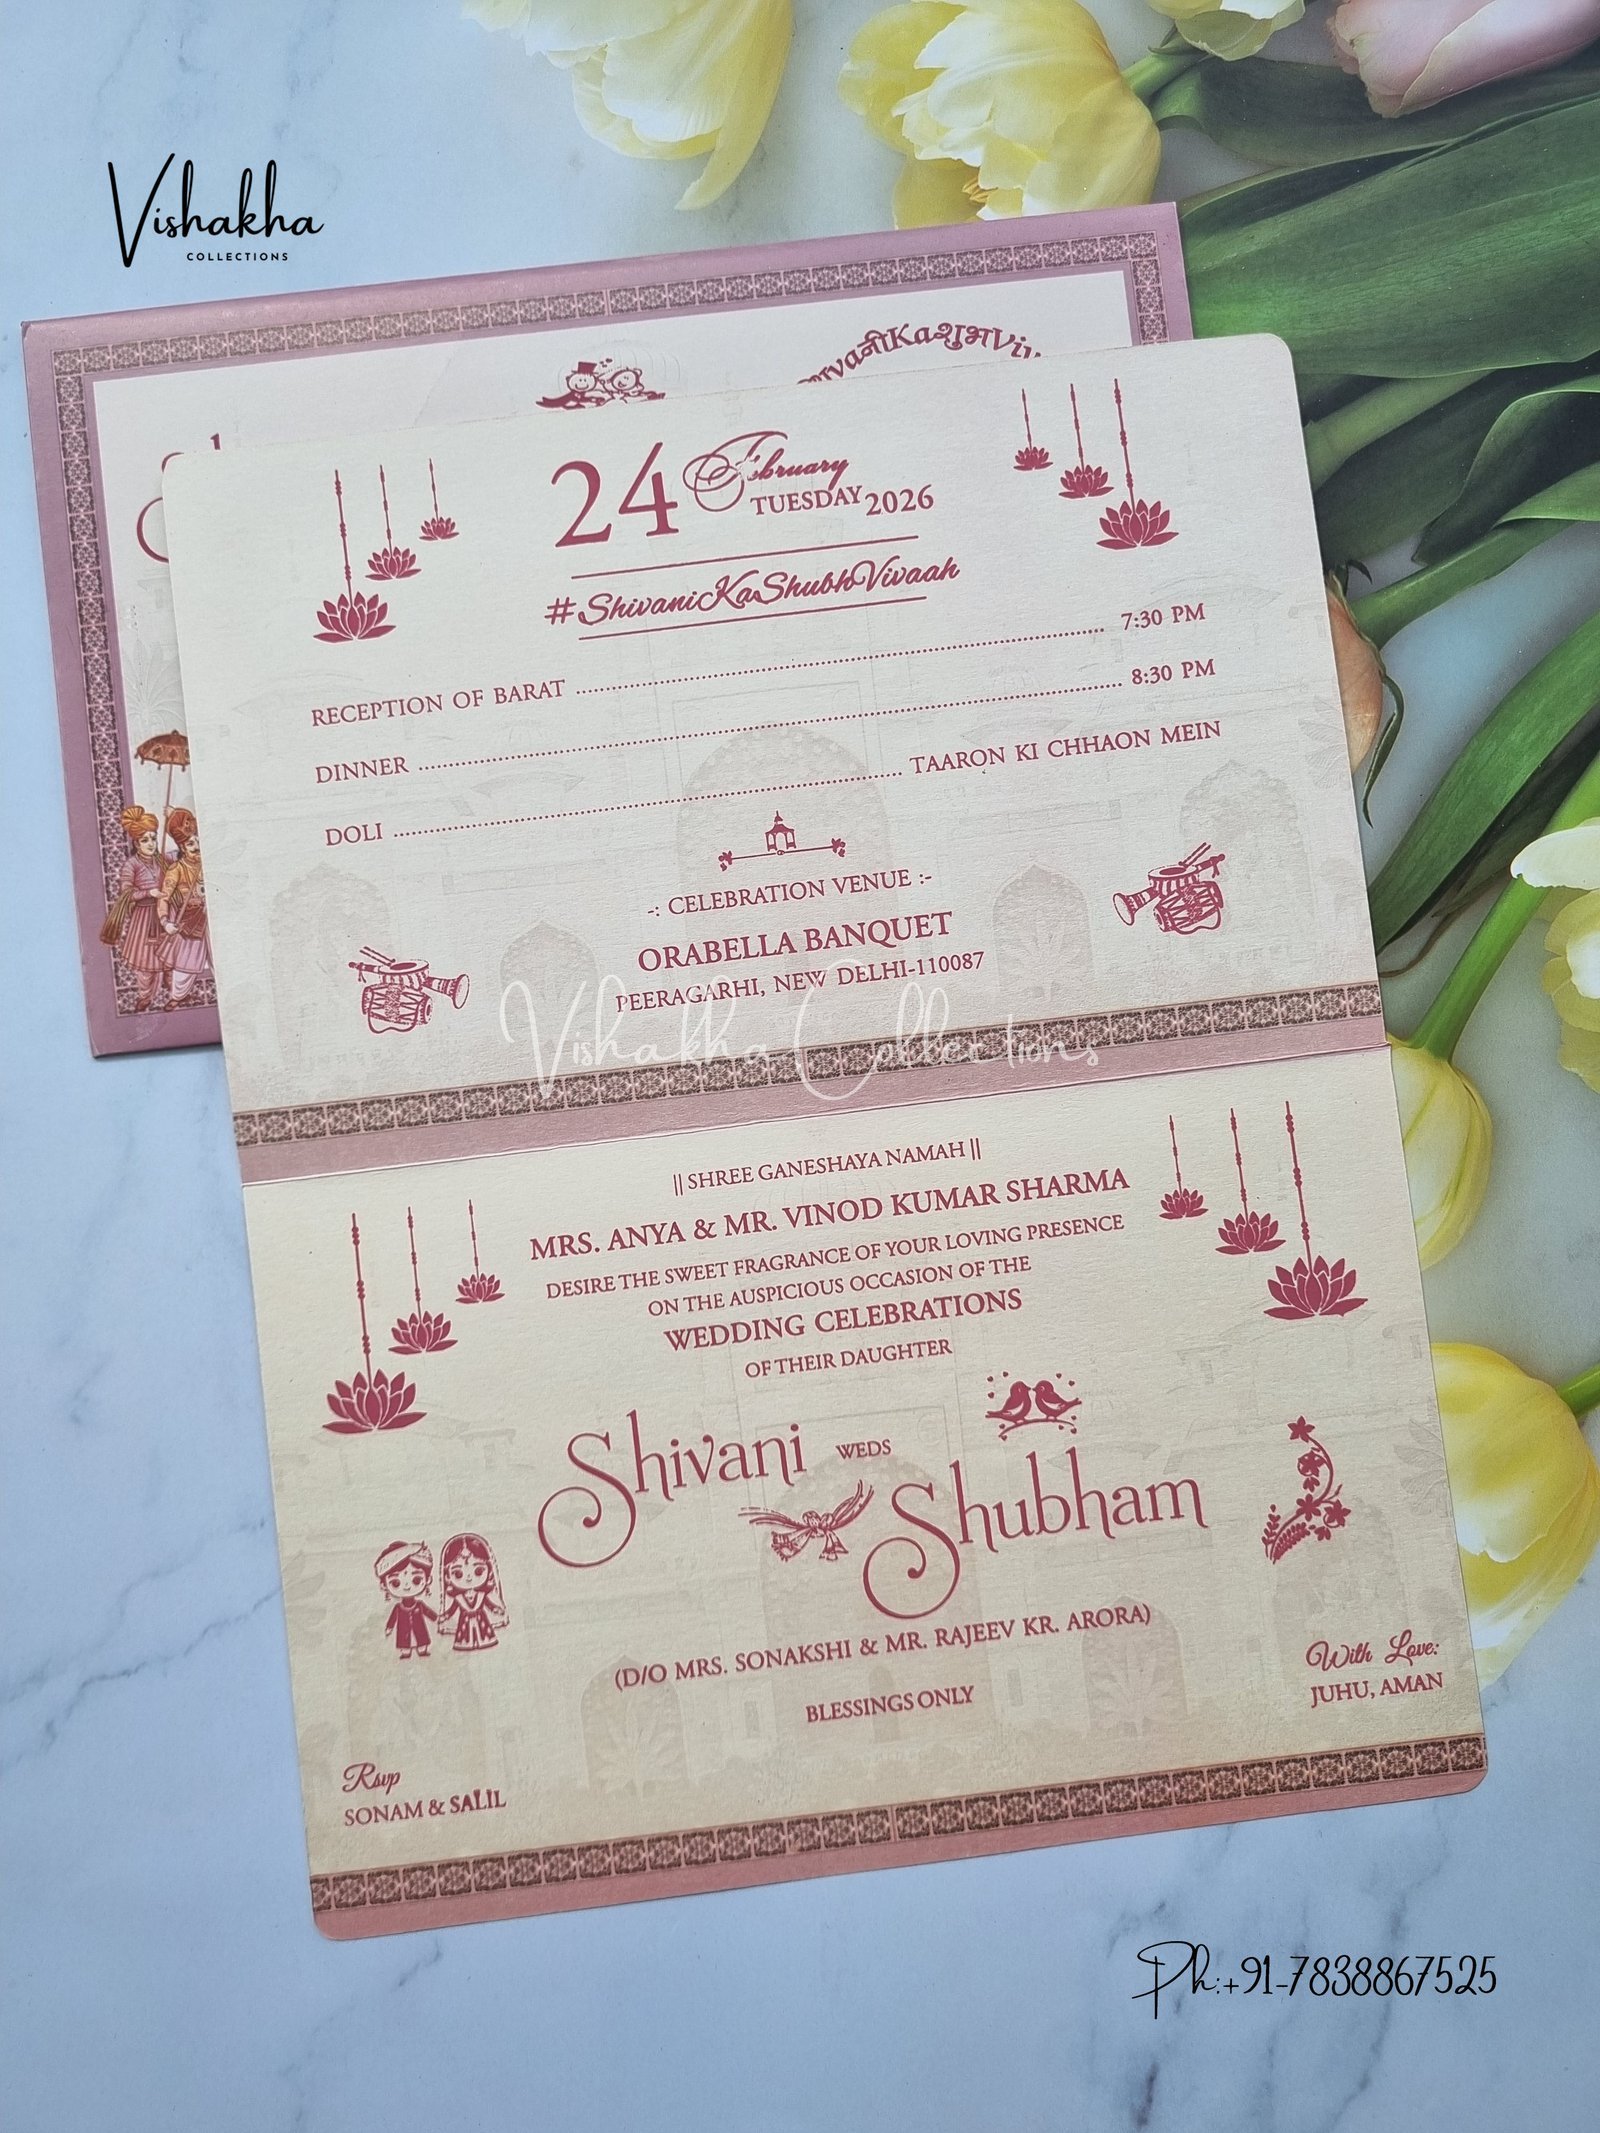 Vishakha
COLLECTIONS
24 February
TUESDAY 2026
#ShivaniKaShubhVivaah
RECEPTION OF BARAT ........ 7:30 PM
DINNER ........ 8:30 PM
DOLI ........ TAARON KI CHHAON MEIN
-: CELEBRATION VENUE :-
ORABELLA BANQUET
PEERAGARHI, NEW DELHI-110087
Vishakha Collections
|| SHREE GANESHAYA NAMAH ||
MRS. ANYA & MR. VINOD KUMAR SHARMA
DESIRE THE SWEET FRAGRANCE OF YOUR LOVING PRESENCE
ON THE AUSPICIOUS OCCASION OF THE
WEDDING CELEBRATIONS
OF THEIR DAUGHTER
Shivani WEDS
Shubham
(D/O MRS. SONAKSHI & MR. RAJEEV KR. ARORA)
BLESSINGS ONLY
With Love:
JUHU, AMAN
Rsvp
SONAM & SALIL
Ph:+91-7838867525